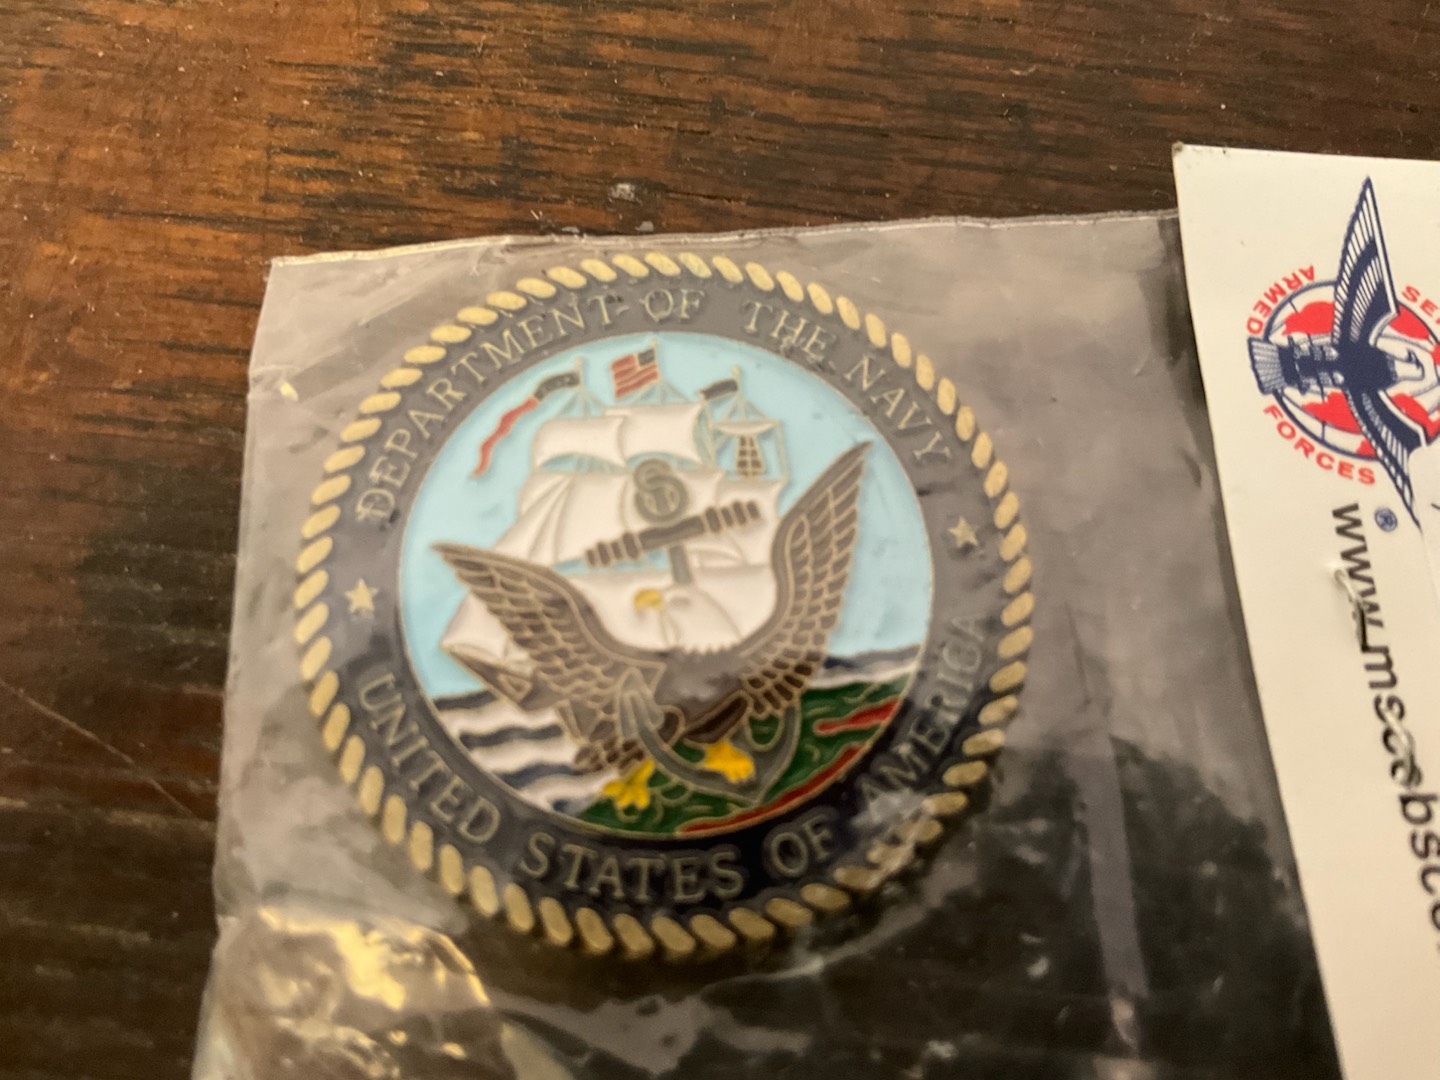 DEPARTMENT OF THE NAVY
UNITED STATES OF AMERICA
ARMED
FORCES
®